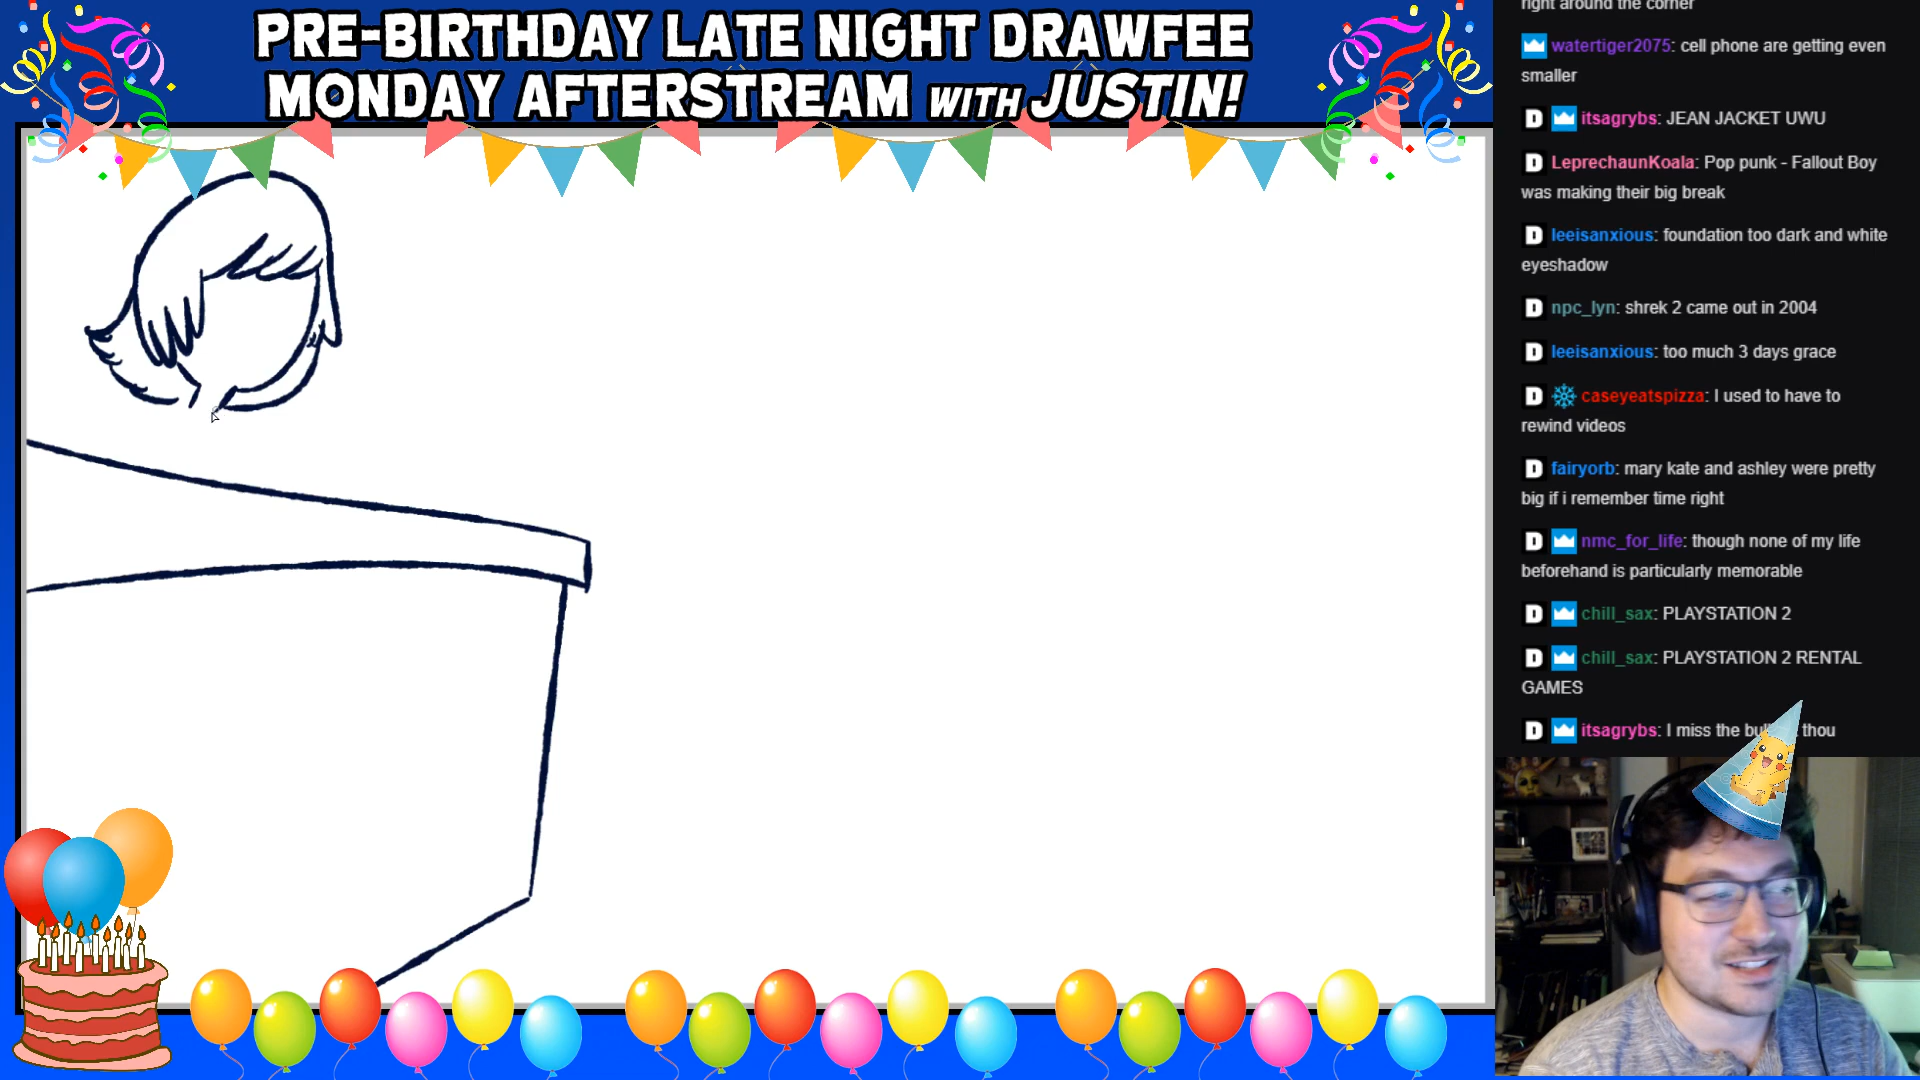 PRE-BIRTHDAY LATE NIGHT DRAWFEE
MONDAY AFTERSTREAM WITH JUSTIN!
right around the corner
watertiger2075: cell phone are getting even
smaller
itsagrybs: JEAN JACKET UWU
LeprechaunKoala: Pop punk - Fallout Boy
was making their big break
leeisanxious: foundation too dark and white
eyeshadow
npc_lyn: shrek 2 came out in 2004
leeisanxious: too much 3 days grace
caseyeatspizza: I used to have to
rewind videos
fairyorb: mary kate and ashley were pretty
big if i remember time right
nmc_for_life: though none of my life
beforehand is particularly memorable
chill_sax: PLAYSTATION 2
chill_sax: PLAYSTATION 2 RENTAL
GAMES
itsagrybs: I miss the thou